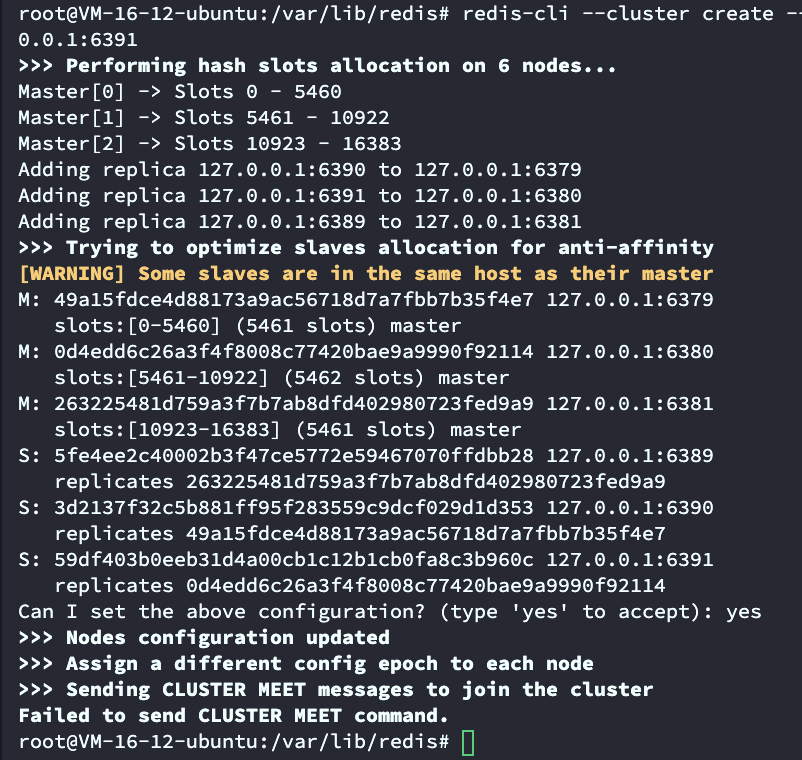 root@VM-16-12-ubuntu:/var/lib/redis# redis-cli --cluster create --
0.0.1:6391
>>> Performing hash slots allocation on 6 nodes...
Master[0] -> Slots 0 - 5460
Master[1] -> Slots 5461 - 10922
Master[2] -> Slots 10923 - 16383
Adding replica 127.0.0.1:6390 to 127.0.0.1:6379
Adding replica 127.0.0.1:6391 to 127.0.0.1:6380
Adding replica 127.0.0.1:6389 to 127.0.0.1:6381
>>> Trying to optimize slaves allocation for anti-affinity
[WARNING] Some slaves are in the same host as their master
M: 49a15fdce4d88173a9ac56718d7a7fbb7b35f4e7 127.0.0.1:6379
   slots:[0-5460] (5461 slots) master
M: 0d4edd6c26a3f4f8008c77420bae9a9990f92114 127.0.0.1:6380
   slots:[5461-10922] (5462 slots) master
M: 263225481d759a3f7b7ab8dfd402980723fed9a9 127.0.0.1:6381
   slots:[10923-16383] (5461 slots) master
S: 5fe4ee2c40002b3f47ce5772e59467070ffdbb28 127.0.0.1:6389
   replicates 263225481d759a3f7b7ab8dfd402980723fed9a9
S: 3d2137f32c5b881ff95f283559c9dcf029d1d353 127.0.0.1:6390
   replicates 49a15fdce4d88173a9ac56718d7a7fbb7b35f4e7
S: 59df403b0eeb31d4a00cb1c12b1cb0fa8c3b960c 127.0.0.1:6391
   replicates 0d4edd6c26a3f4f8008c77420bae9a9990f92114
Can I set the above configuration? (type 'yes' to accept): yes
>>> Nodes configuration updated
>>> Assign a different config epoch to each node
>>> Sending CLUSTER MEET messages to join the cluster
Failed to send CLUSTER MEET command.
root@VM-16-12-ubuntu:/var/lib/redis#